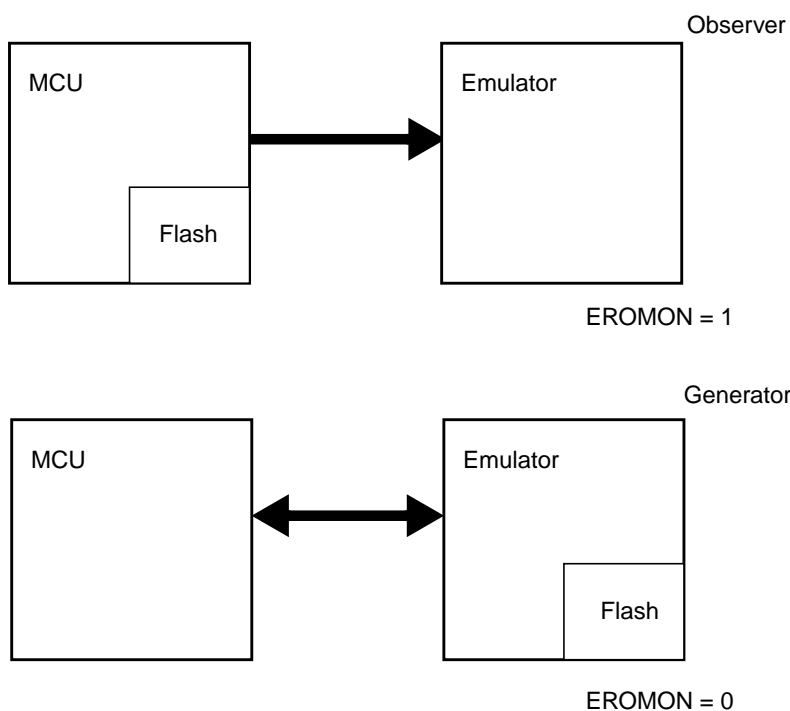 Observer
MCU
Emulator
Flash
EROMON = 1
Generator
MCU
Emulator
Flash
EROMON = 0